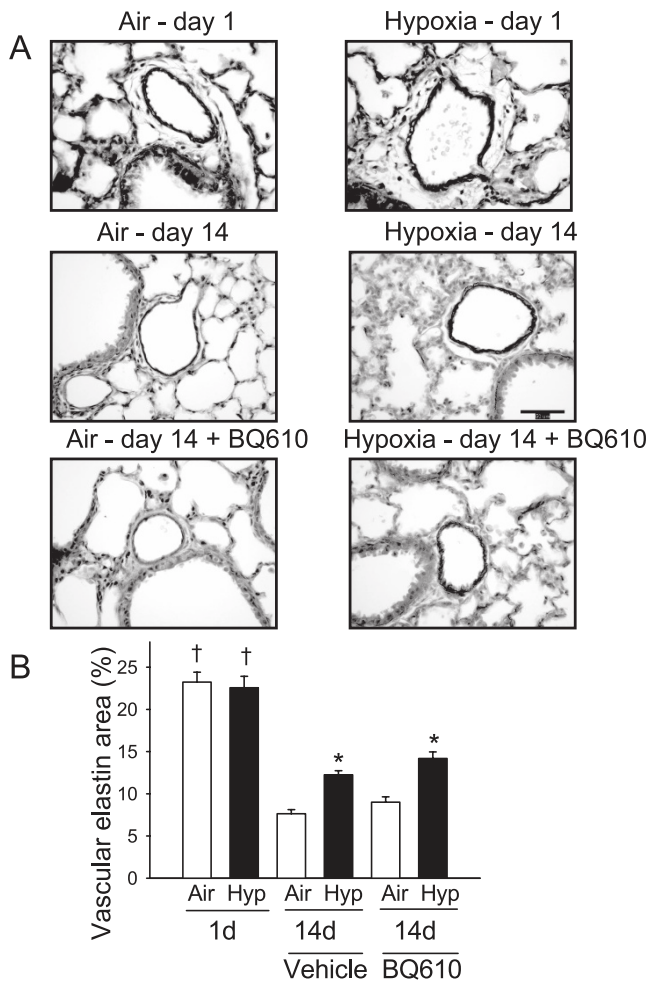 A
Air - day 1
Hypoxia - day 1
Air - day 14
Hypoxia - day 14
Air - day 14 + BQ610
Hypoxia - day 14 + BQ610
B
Vascular elastin area (%)
25
20
15
10
5
0
† † * *
Air Hyp Air Hyp Air Hyp
1d 14d 14d
Vehicle BQ610